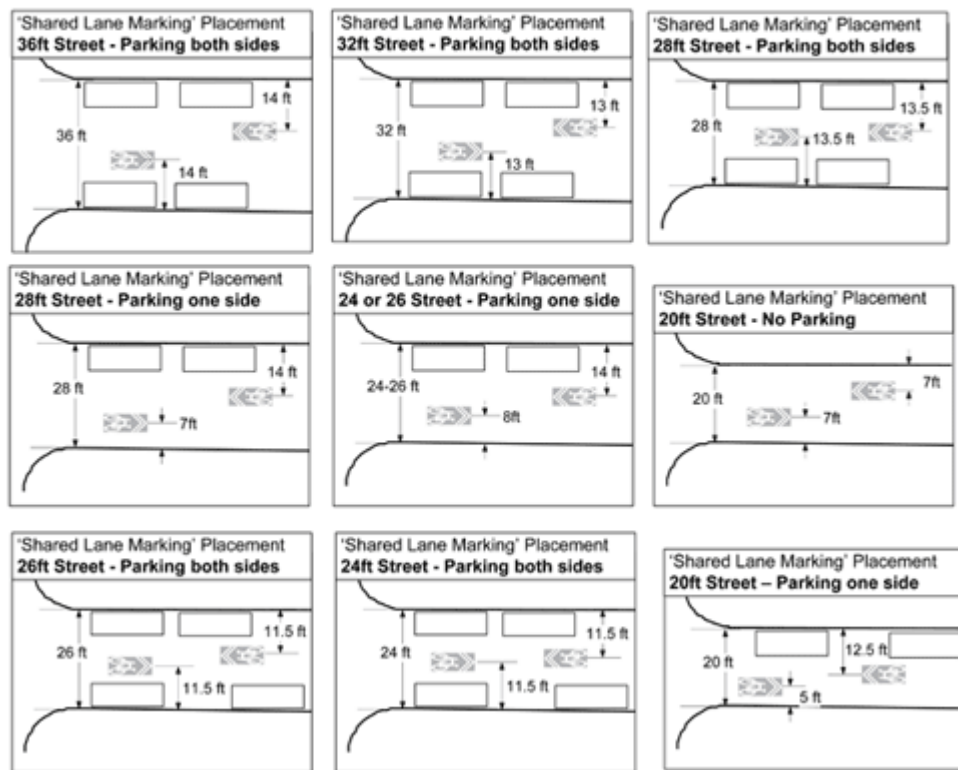 'Shared Lane Marking' Placement
36ft Street - Parking both sides
14 ft
36 ft
14 ft
'Shared Lane Marking' Placement
32ft Street - Parking both sides
13 ft
32 ft
13 ft
'Shared Lane Marking' Placement
28ft Street - Parking both sides
13.5 ft
28 ft
13.5 ft
'Shared Lane Marking' Placement
28ft Street - Parking one side
14 ft
28 ft
7ft
'Shared Lane Marking' Placement
24 or 26 Street - Parking one side
14 ft
24-26 ft
8ft
'Shared Lane Marking' Placement
20ft Street - No Parking
7ft
20 ft
7ft
'Shared Lane Marking' Placement
26ft Street - Parking both sides
11.5 ft
26 ft
11.5 ft
'Shared Lane Marking' Placement
24ft Street - Parking both sides
11.5 ft
24 ft
11.5 ft
'Shared Lane Marking' Placement
20ft Street – Parking one side
12.5 ft
20 ft
5 ft